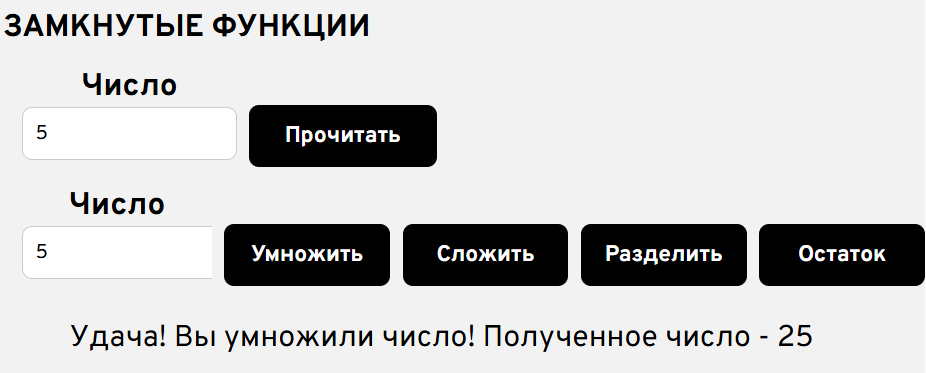 ЗАМКНУТЫЕ ФУНКЦИИ
Число
5 Прочитать
Число
5 Умножить Сложить Разделить Остаток
Удача! Вы умножили число! Полученное число - 25